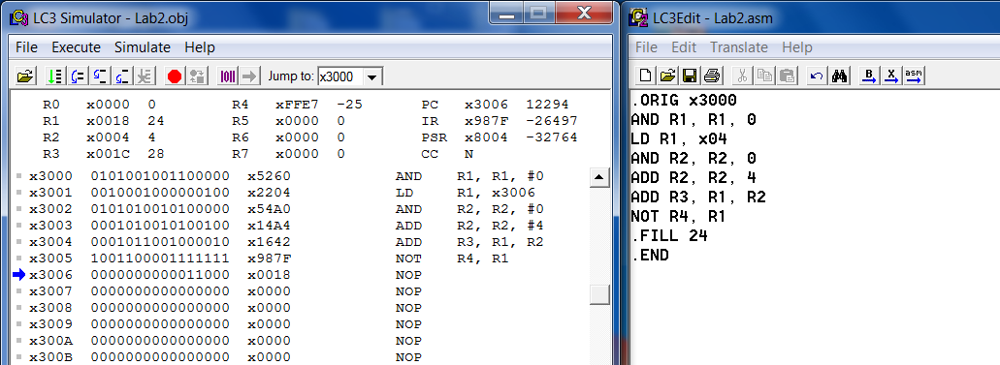 LC3 Simulator - Lab2.obj
File Execute Simulate Help
Jump to: x3000
R0 x0000 0 R4 xFFE7 -25 PC x3006 12294
R1 x0018 24 R5 x0000 0 IR x987F -26497
R2 x0004 4 R6 x0000 0 PSR x8004 -32764
R3 x001C 28 R7 x0000 0 CC N
x3000 0101001001100000 x5260 AND R1, R1, #0
x3001 0010001000000100 x2204 LD R1, x3006
x3002 0101010010100000 x54A0 AND R2, R2, #0
x3003 0001010010100100 x14A4 ADD R2, R2, #4
x3004 0001011001000010 x1642 ADD R3, R1, R2
x3005 1001100001111111 x987F NOT R4, R1
x3006 0000000000011000 x0018 NOP
x3007 0000000000000000 x0000 NOP
x3008 0000000000000000 x0000 NOP
x3009 0000000000000000 x0000 NOP
x300A 0000000000000000 x0000 NOP
x300B 0000000000000000 x0000 NOP
LC3Edit - Lab2.asm
File Edit Translate Help
B X asm
.ORIG x3000
AND R1, R1, 0
LD R1, x04
AND R2, R2, 0
ADD R2, R2, 4
ADD R3, R1, R2
NOT R4, R1
.FILL 24
.END